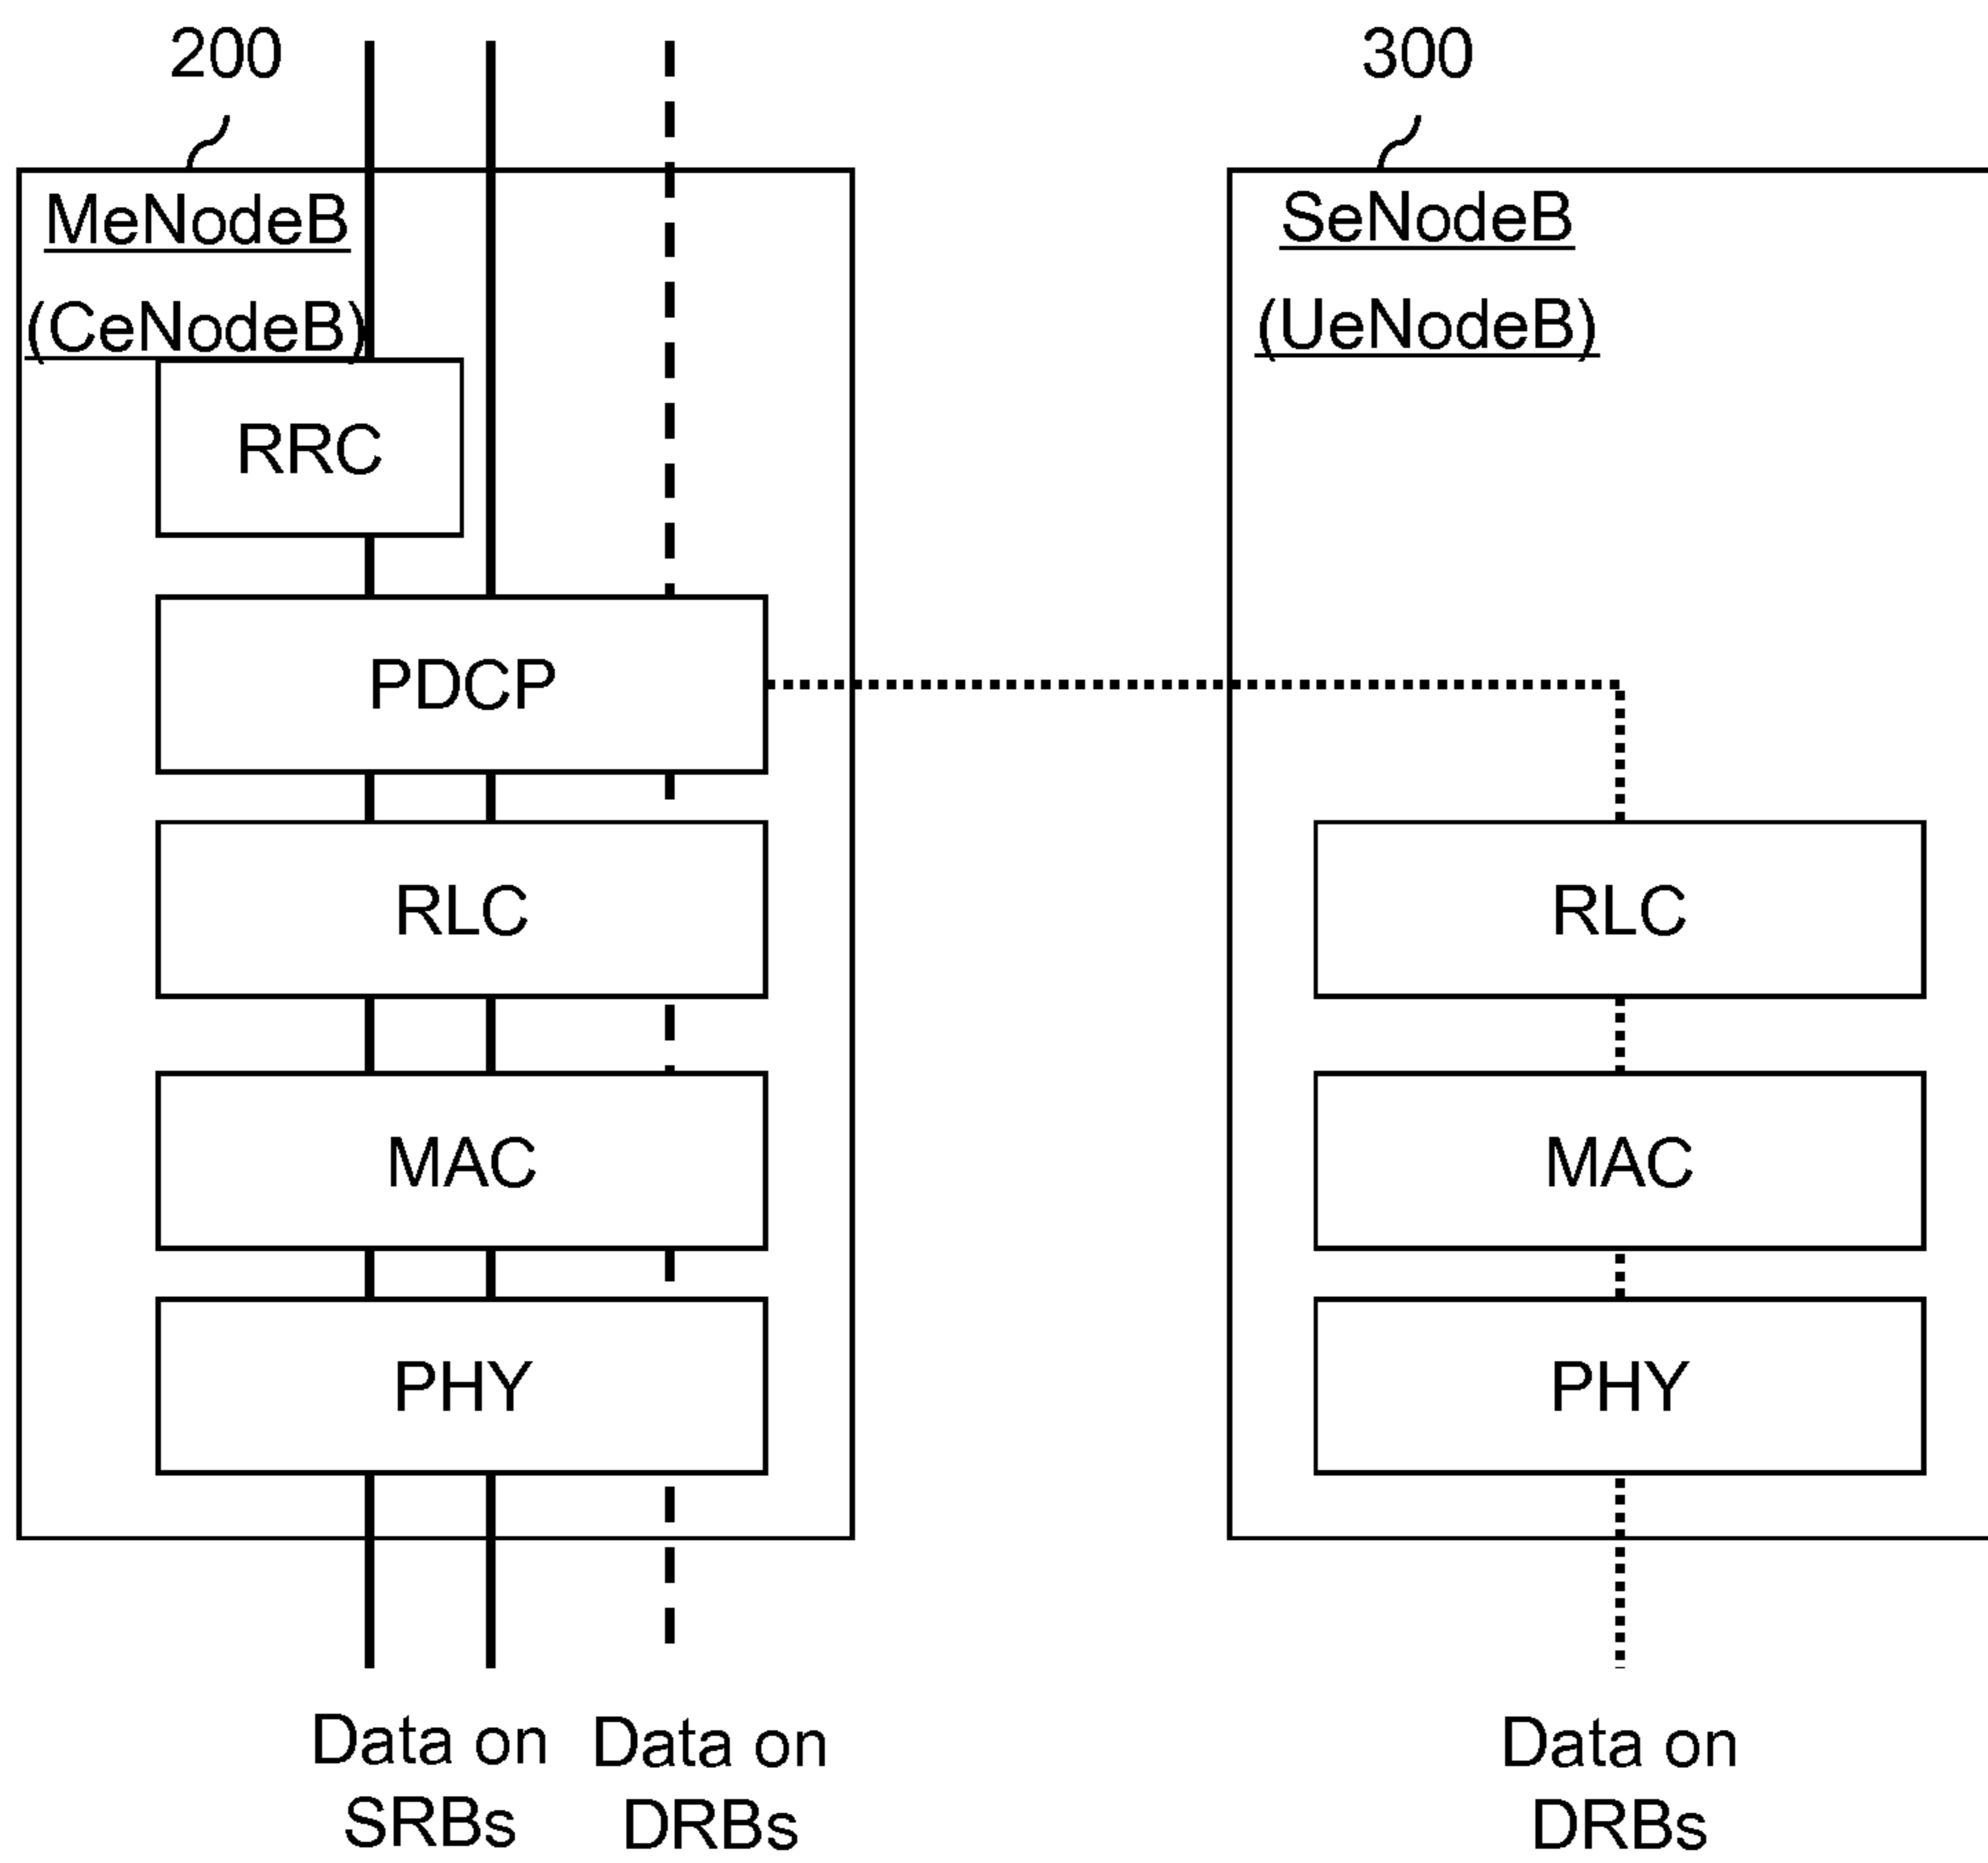 200
MeNodeB
(CeNodeB)
RRC
PDCP
RLC
MAC
PHY
Data on
SRBs
Data on
DRBs
300
SeNodeB
(UeNodeB)
RLC
MAC
PHY
Data on
DRBs